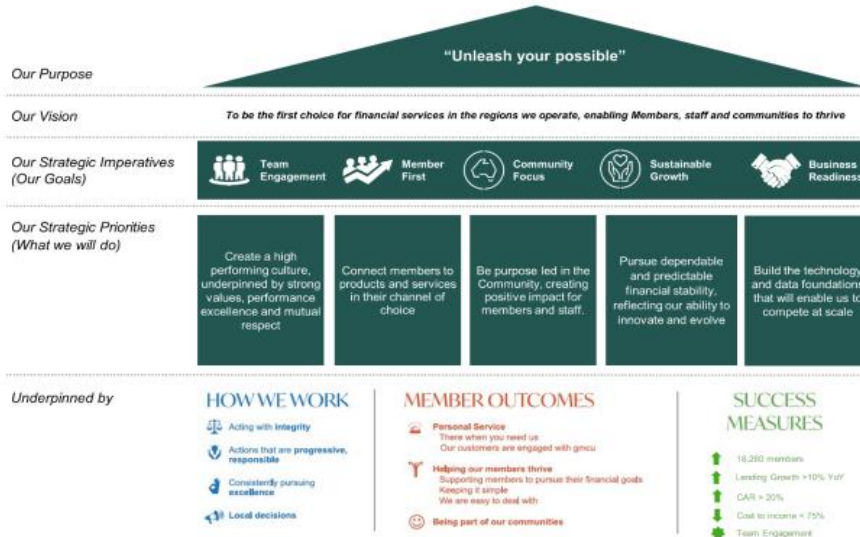 "Unleash your possible"
Our Purpose
Our Vision
To be the first choice for financial services in the regions we operate, enabling Members, staff and communities to thrive
Our Strategic Imperatives
(Our Goals)
Team
Engagement
Member
First
Community
Focus
Sustainable
Growth
Business
Readiness
Our Strategic Priorities
(What we will do)
Create a high
performing culture,
underpinned by strong
values, performance
excellence and mutual
respect
Connect members to
products and services
in their channel of
choice
Be purpose led in the
Community, creating
positive impact for
members and staff.
Pursue dependable
and predictable
financial stability,
reflecting our ability to
innovate and evolve
Build the technology
and data foundations
that will enable us to
compete at scale
Underpinned by
HOW WE WORK
Acting with integrity
Actions that are progressive,
responsible
Consistently pursuing
excellence
Local decisions
MEMBER OUTCOMES
Personal Service
There when you need us
Our customers are engaged with gmcu
Helping our members thrive
Supporting members to pursue their financial goals
Keeping it simple
We are easy to deal with
Being part of our communities
SUCCESS
MEASURES
members
Lending Growth >10% YoY
CAR > 20%
Cost to income < 75%
Team Engagement